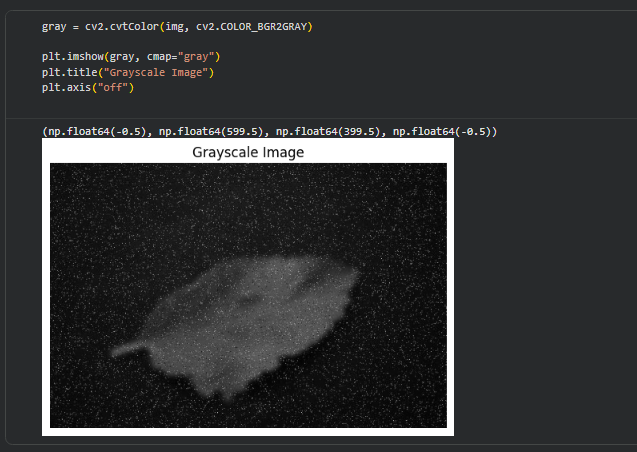 gray = cv2.cvtColor(img, cv2.COLOR_BGR2GRAY)
plt.imshow(gray, cmap="gray")
plt.title("Grayscale Image")
plt.axis("off")
(np.float64(-0.5), np.float64(599.5), np.float64(399.5), np.float64(-0.5))
Grayscale Image